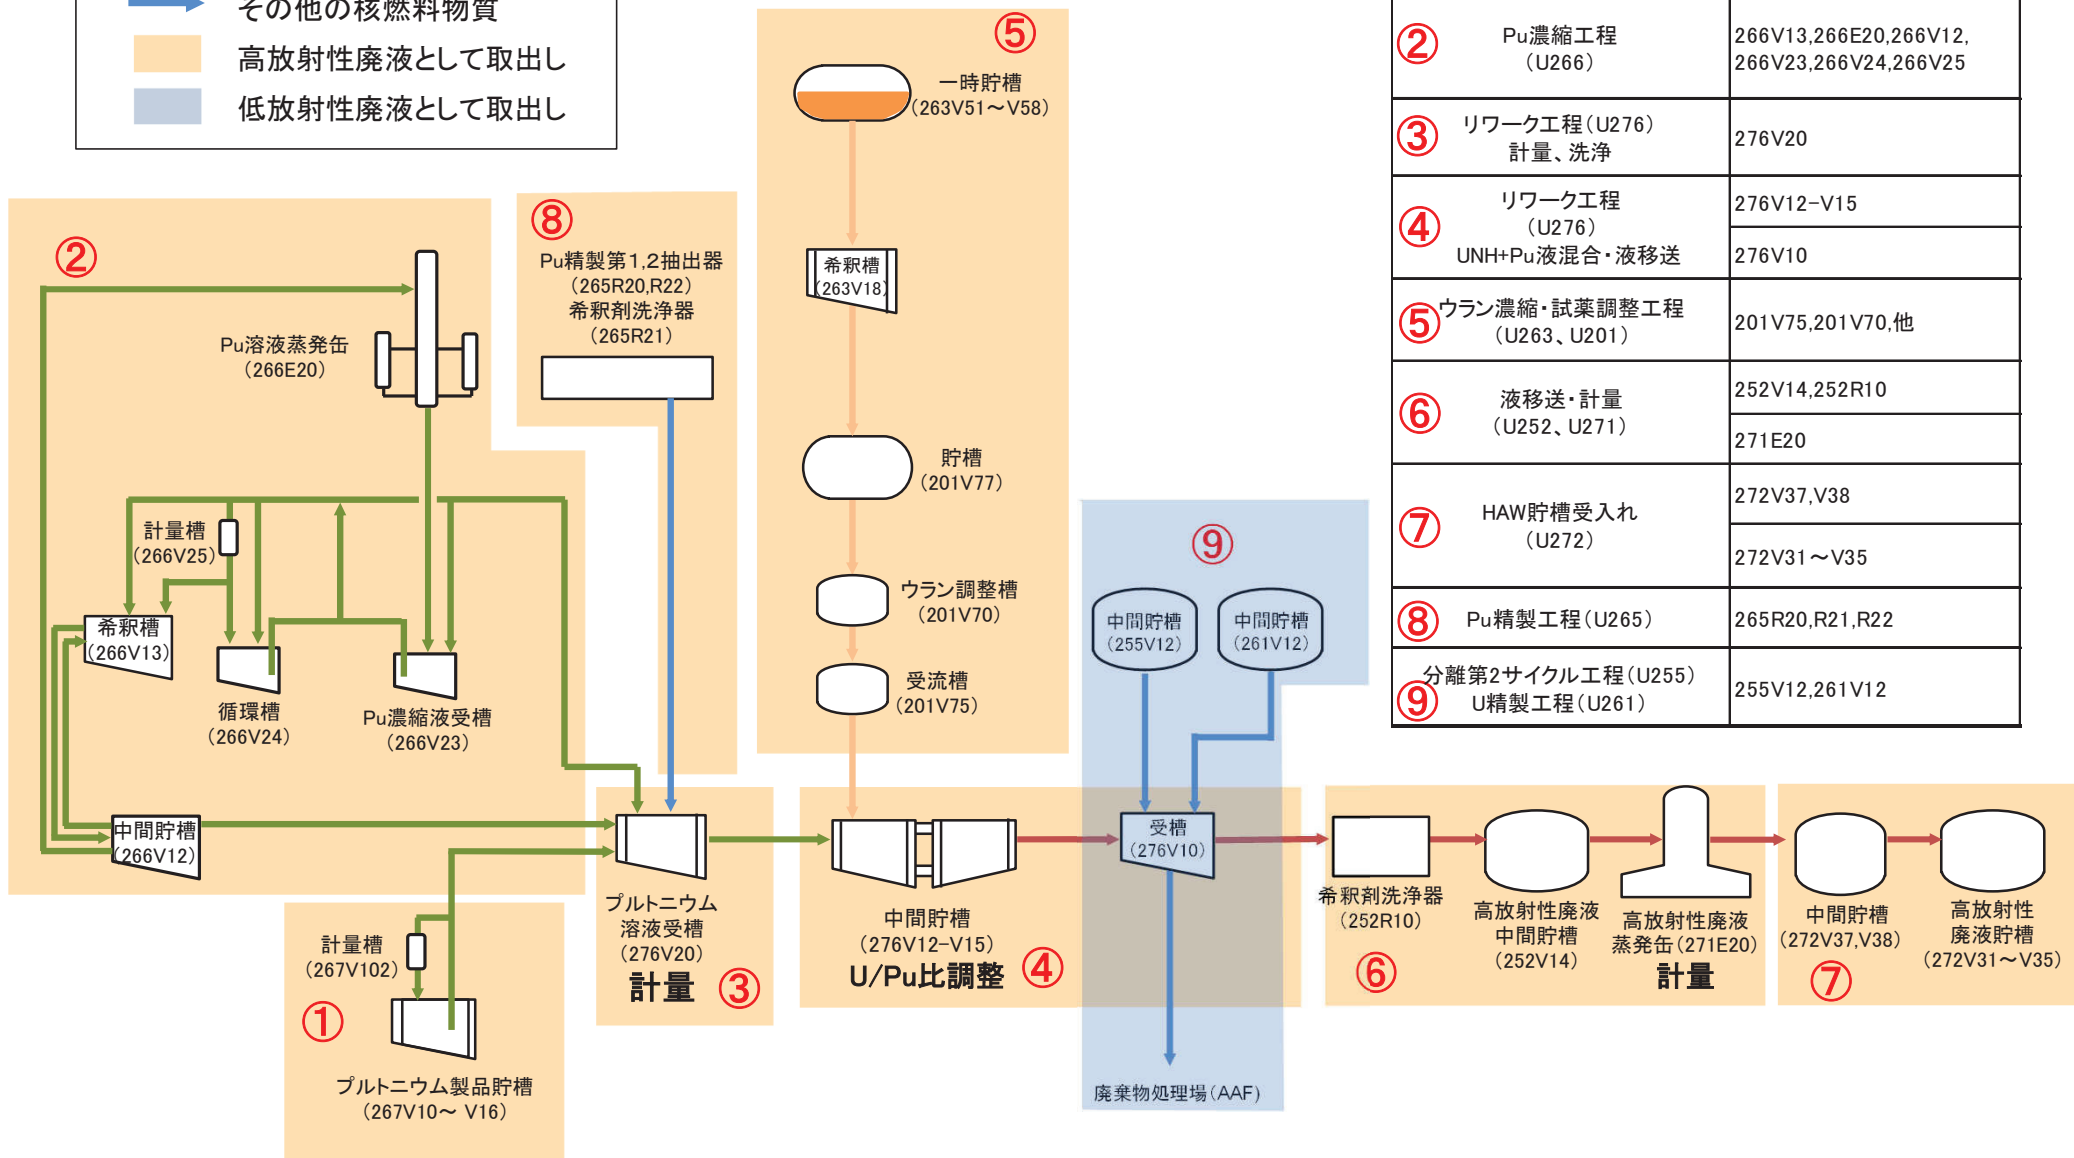 その他の核燃料物質
高放射性廃液として取出し
低放射性廃液として取出し
②
Pu溶液蒸発缶
(266E20)
計量槽
(266V25)
希釈槽
(266V13)
循環槽
(266V24)
Pu濃縮液受槽
(266V23)
中間貯槽
(266V12)
⑧
Pu精製第1,2抽出器
(265R20,R22)
希釈剤洗浄器
(265R21)
⑤
一時貯槽
(263V51～V58)
希釈槽
(263V18)
貯槽
(201V77)
ウラン調整槽
(201V70)
受流槽
(201V75)
⑨
中間貯槽
(255V12)
中間貯槽
(261V12)
受槽
(276V10)
廃棄物処理場(AAF)
①
計量槽
(267V102)
プルトニウム製品貯槽
(267V10～ V16)
プルトニウム
溶液受槽
(276V20)
計量
③
中間貯槽
(276V12-V15)
U/Pu比調整
④
希釈剤洗浄器
(252R10)
⑥
高放射性廃液
中間貯槽
(252V14)
高放射性廃液
蒸発缶(271E20)
計量
中間貯槽
(272V37,V38)
⑦
高放射性
廃液貯槽
(272V31～V35)
②
Pu濃縮工程
(U266)
266V13,266E20,266V12,
266V23,266V24,266V25
③
リワーク工程(U276)
計量、洗浄
276V20
④
リワーク工程
(U276)
UNH+Pu液混合・液移送
276V12-V15
276V10
⑤
ウラン濃縮・試薬調整工程
(U263、U201)
201V75,201V70,他
⑥
液移送・計量
(U252、U271)
252V14,252R10
271E20
⑦
HAW貯槽受入れ
(U272)
272V37,V38
272V31～V35
⑧
Pu精製工程(U265)
265R20,R21,R22
⑨
分離第2サイクル工程(U255)
U精製工程(U261)
255V12,261V12